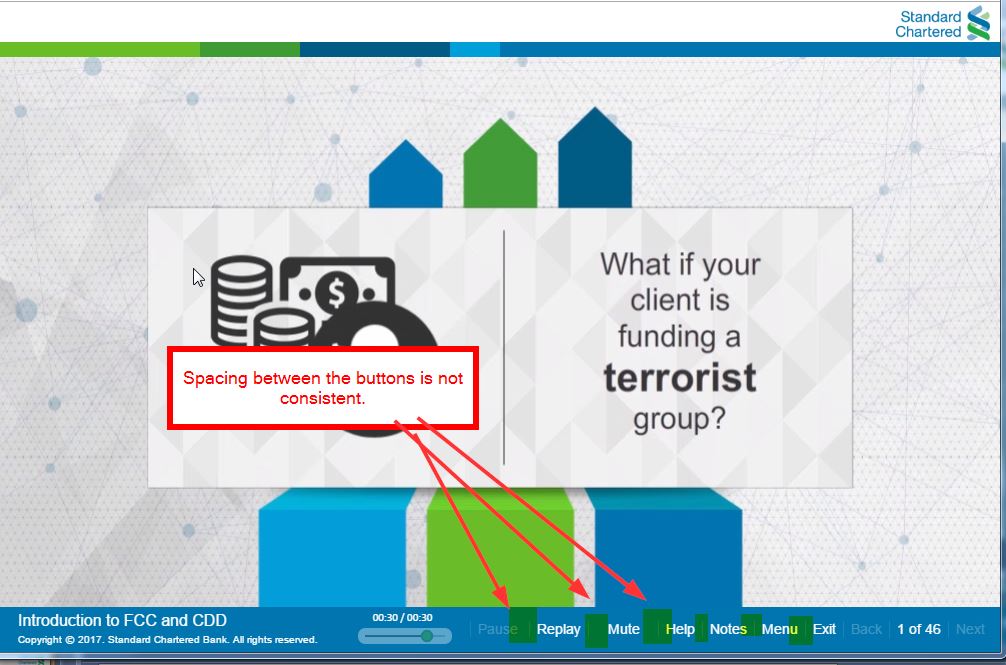 Standard
Chartered
What if your
client is
funding a
terrorist
group?
Spacing between the buttons is not
consistent.
Introduction to FCC and CDD
Copyright © 2017. Standard Chartered Bank. All rights reserved.
00:30 / 00:30
Pause Replay Mute Help Notes Menu Exit Back 1 of 46 Next